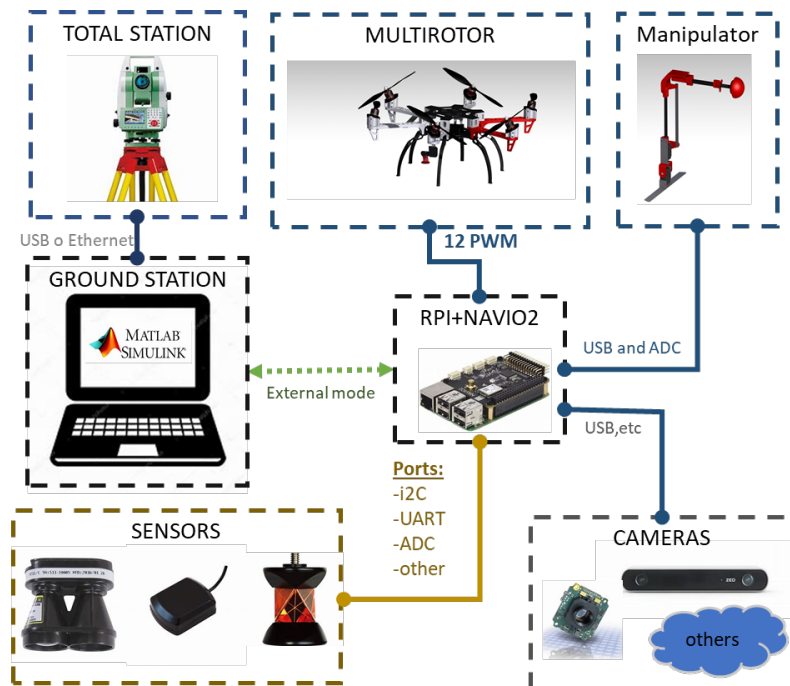 TOTAL STATION
MULTIROTOR
Manipulator
USB o Ethernet
12 PWM
GROUND STATION
RPI+NAVIO2
MATLAB
SIMULINK®
USB and ADC
External mode
USB,etc
Ports:
-i2C
-UART
-ADC
-other
SENSORS
CAMERAS
ZED
others